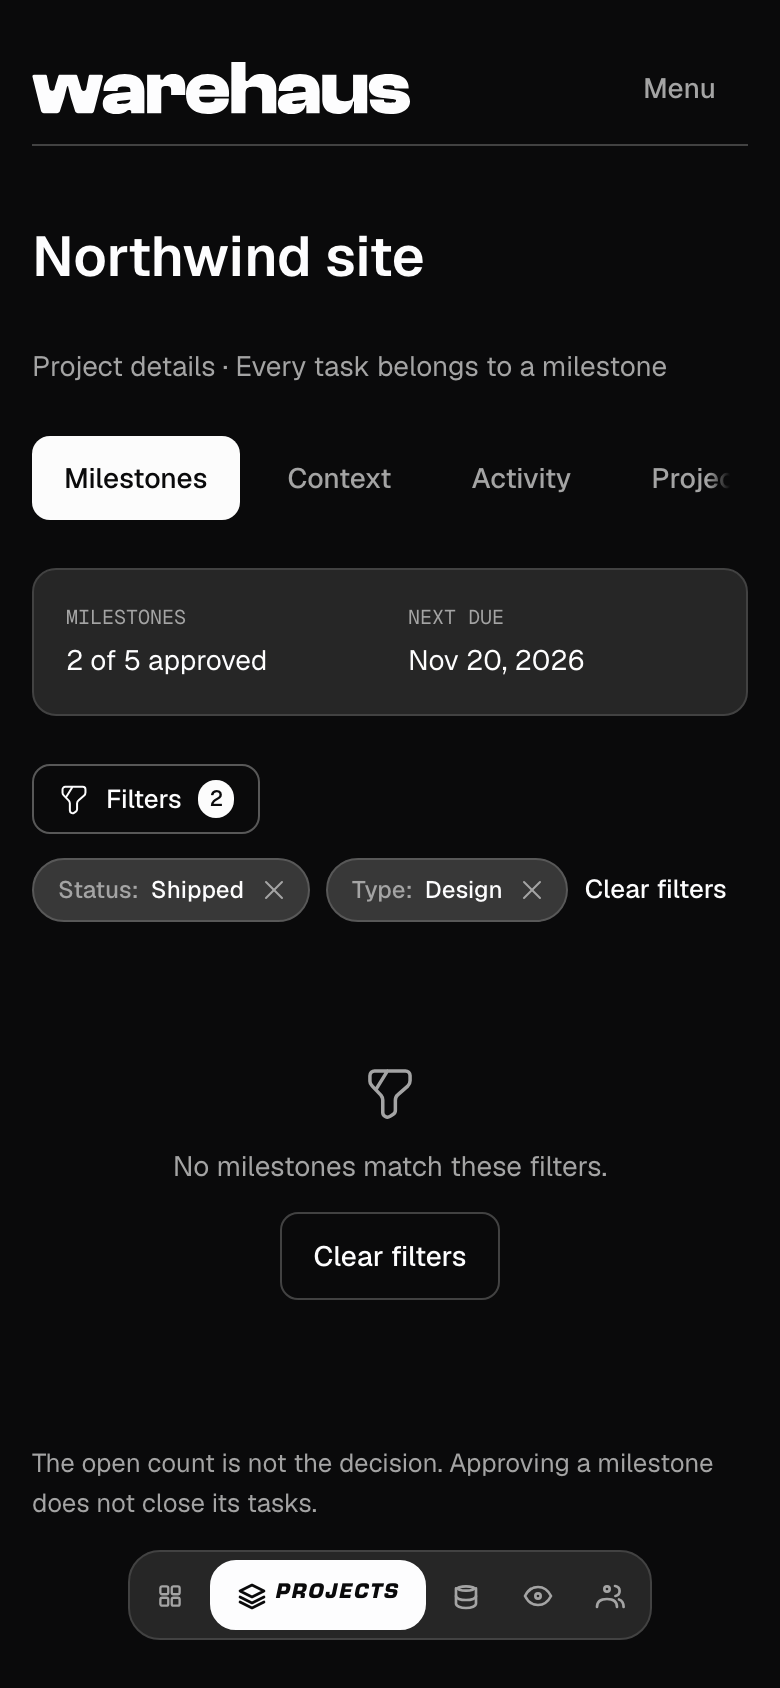 warehaus
Menu
Northwind site
Project details · Every task belongs to a milestone
Milestones
Context
Activity
Projec
MILESTONES
NEXT DUE
2 of 5 approved
Nov 20, 2026
Filters 2
Status: Shipped
Type: Design
Clear filters
No milestones match these filters.
Clear filters
The open count is not the decision. Approving a milestone
does not close its tasks.
PROJECTS